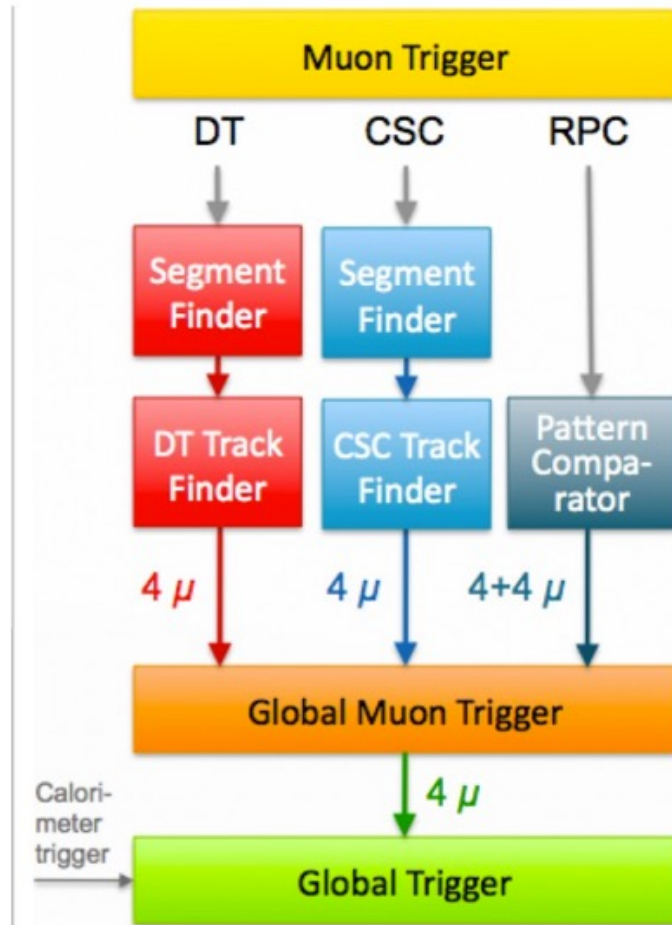 Muon Trigger
DT CSC RPC
Segment
Finder
Segment
Finder
DT Track
Finder
CSC Track
Finder
Pattern
Compa-
rator
4 μ 4 μ 4+4 μ
Global Muon Trigger
4 μ
Calori-
meter
trigger
Global Trigger